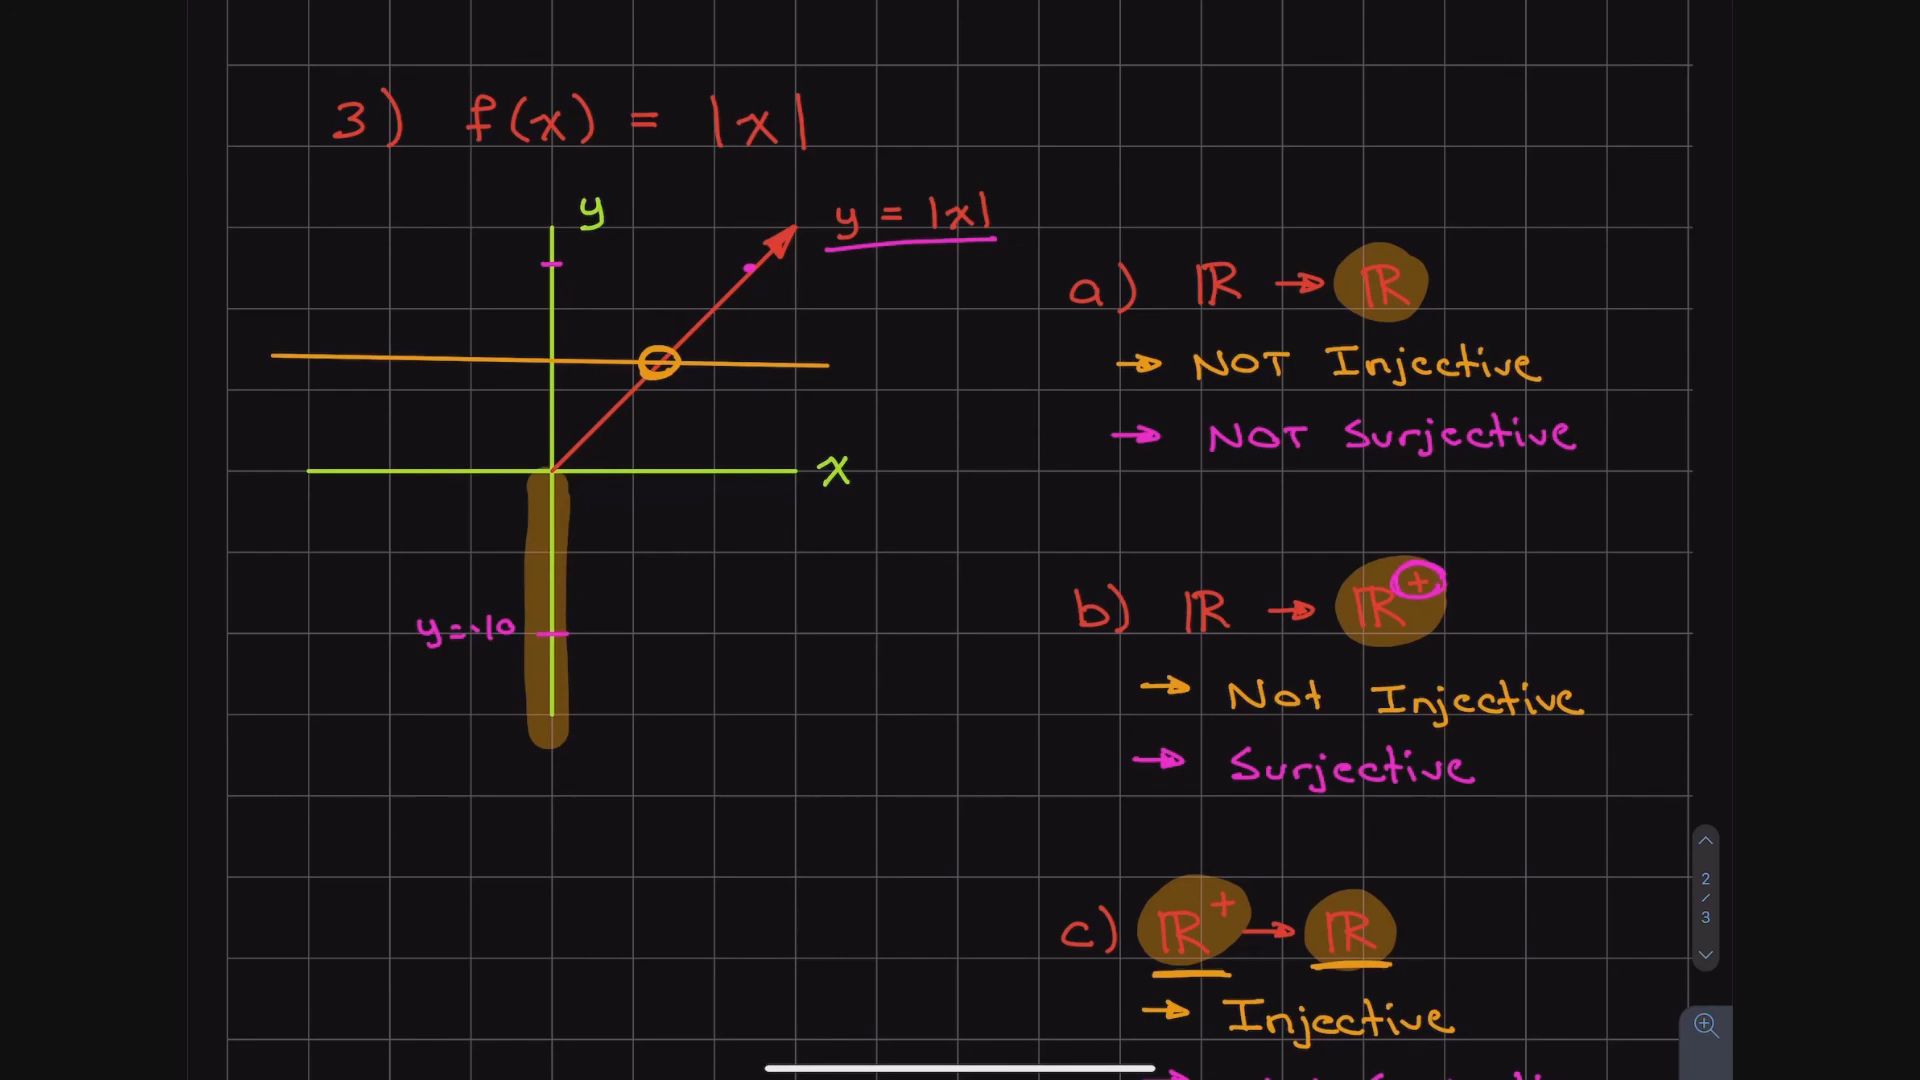 3) f(x) = |x|
y
y = |x|
x
y=-10
a) ℝ → ℝ
→ NOT Injective
→ NOT Surjective
b) ℝ → ℝ⁺
→ Not Injective
→ Surjective
c) ℝ⁺ → ℝ
→ Injective
2
/
3